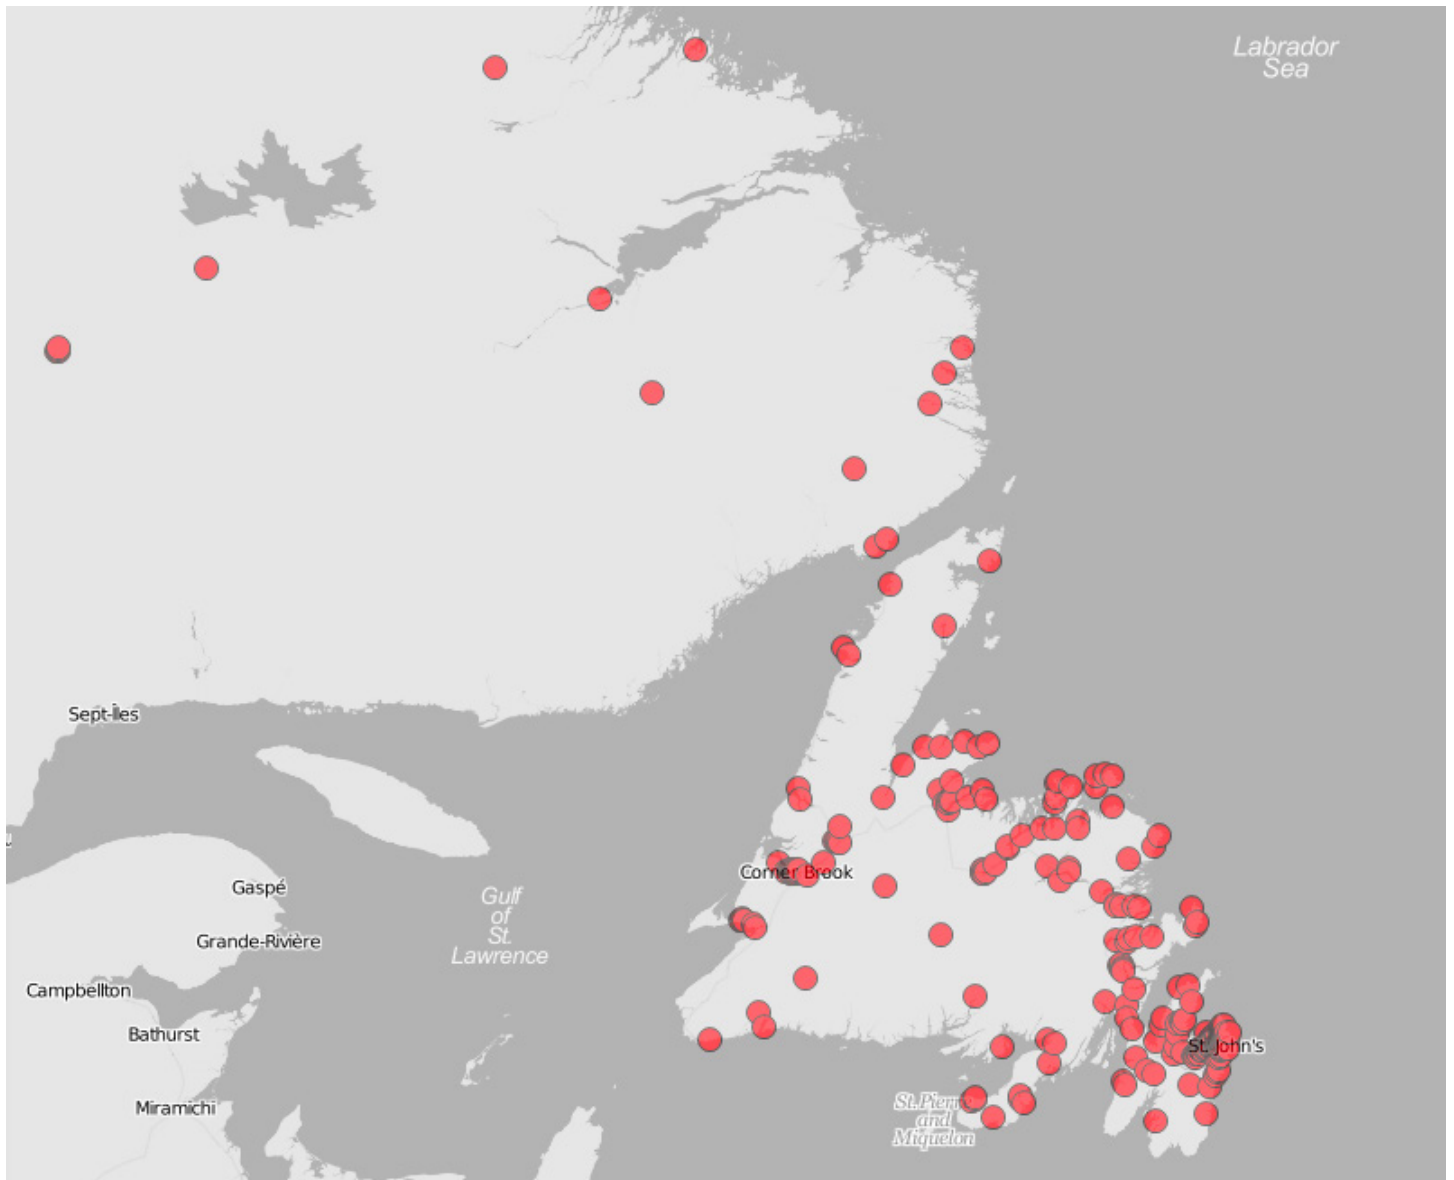 Labrador
Sea
Sept-Îles
Corner Brook
Gaspé
Gulf
of
St.
Lawrence
Grande-Rivière
Campbellton
Bathurst
St. John's
Miramichi
St. Pierre
and
Miquelon